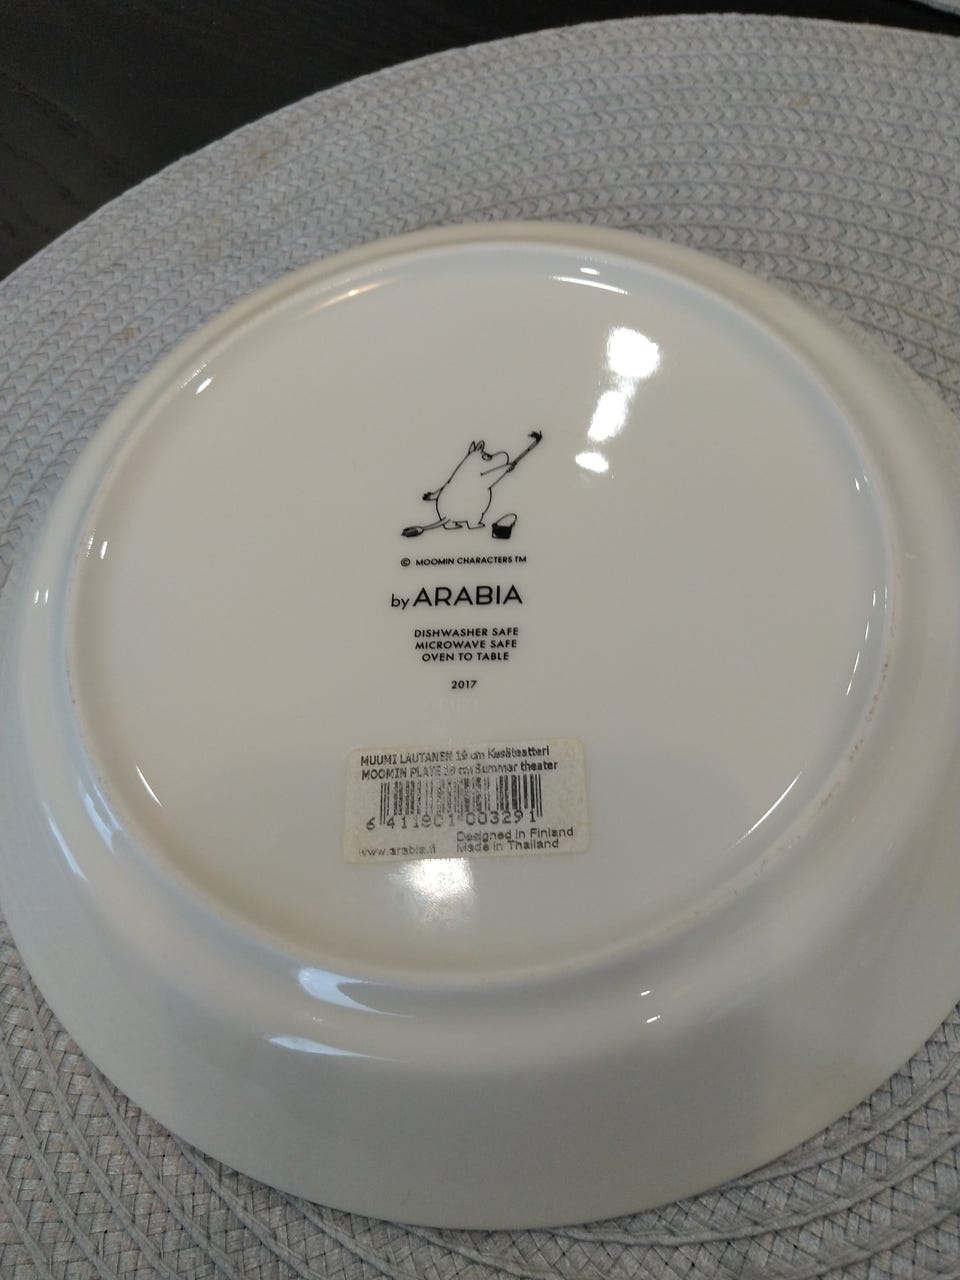 © MOOMIN CHARACTERS TM
by ARABIA
DISHWASHER SAFE
MICROWAVE SAFE
OVEN TO TABLE
2017
MUUMI LAUTANEN 19 cm Kesäteatteri
MOOMIN PLATE 19 cm Summer theater
6 411801 003291
Designed in Finland
www.arabia.fi Made in Thailand